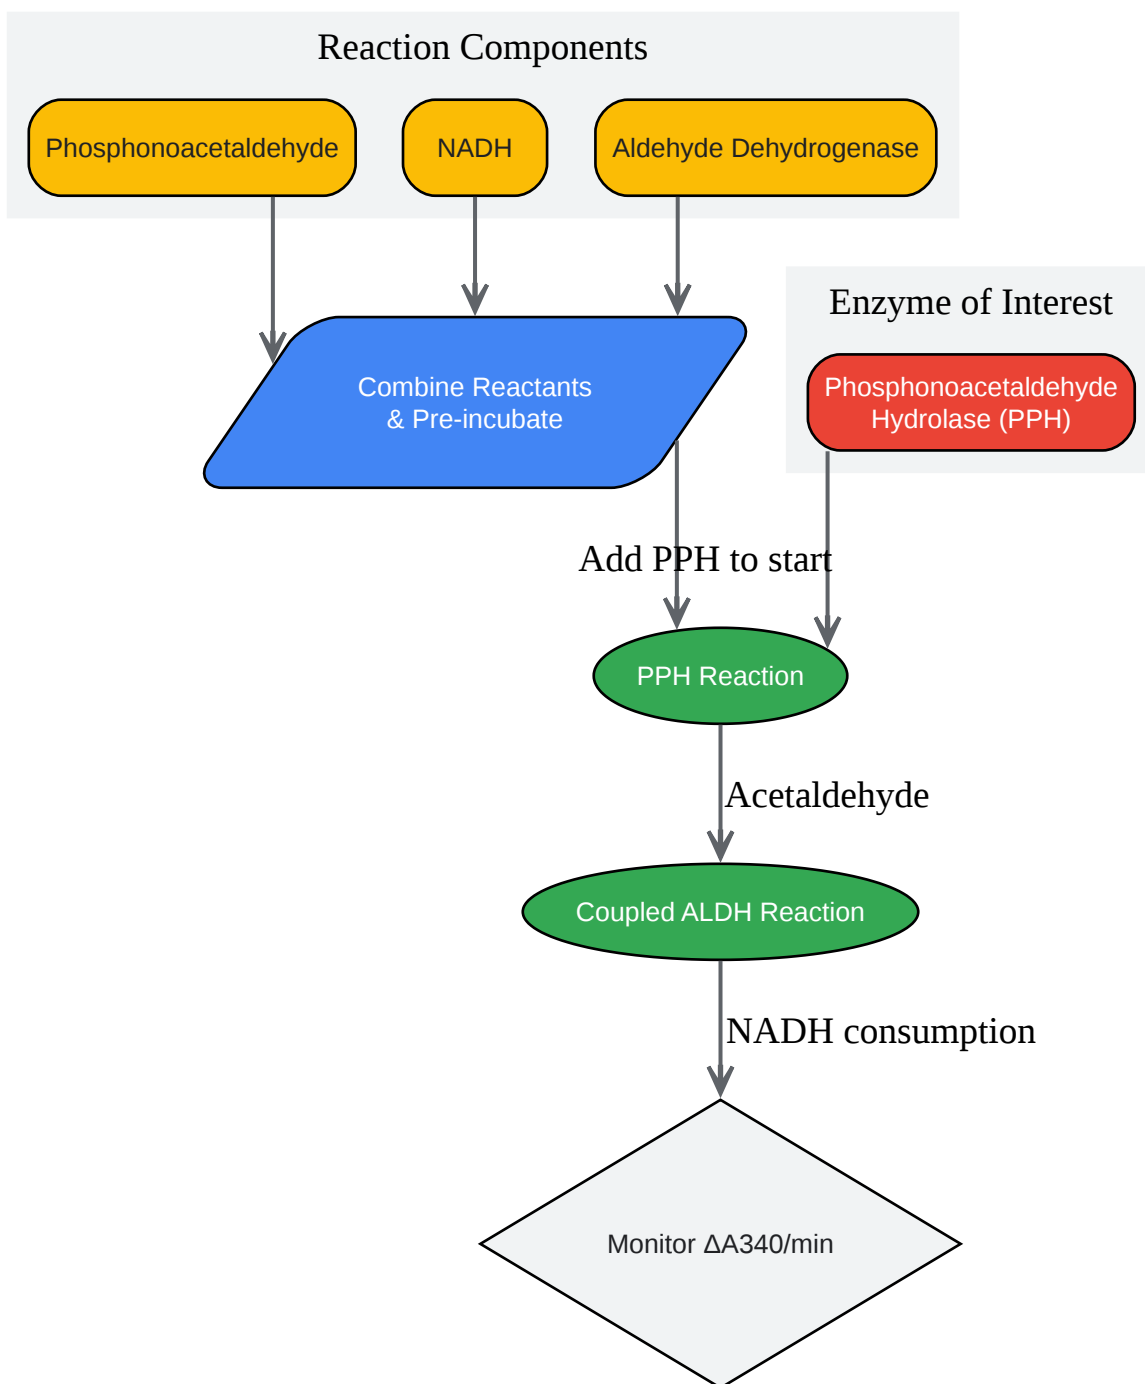 Reaction Components
Phosphonoacetaldehyde
NADH
Aldehyde Dehydrogenase
Enzyme of Interest
Phosphonoacetaldehyde
Hydrolase (PPH)
Combine Reactants
& Pre-incubate
Add PPH to start
PPH Reaction
Acetaldehyde
Coupled ALDH Reaction
NADH consumption
Monitor ΔA340/min